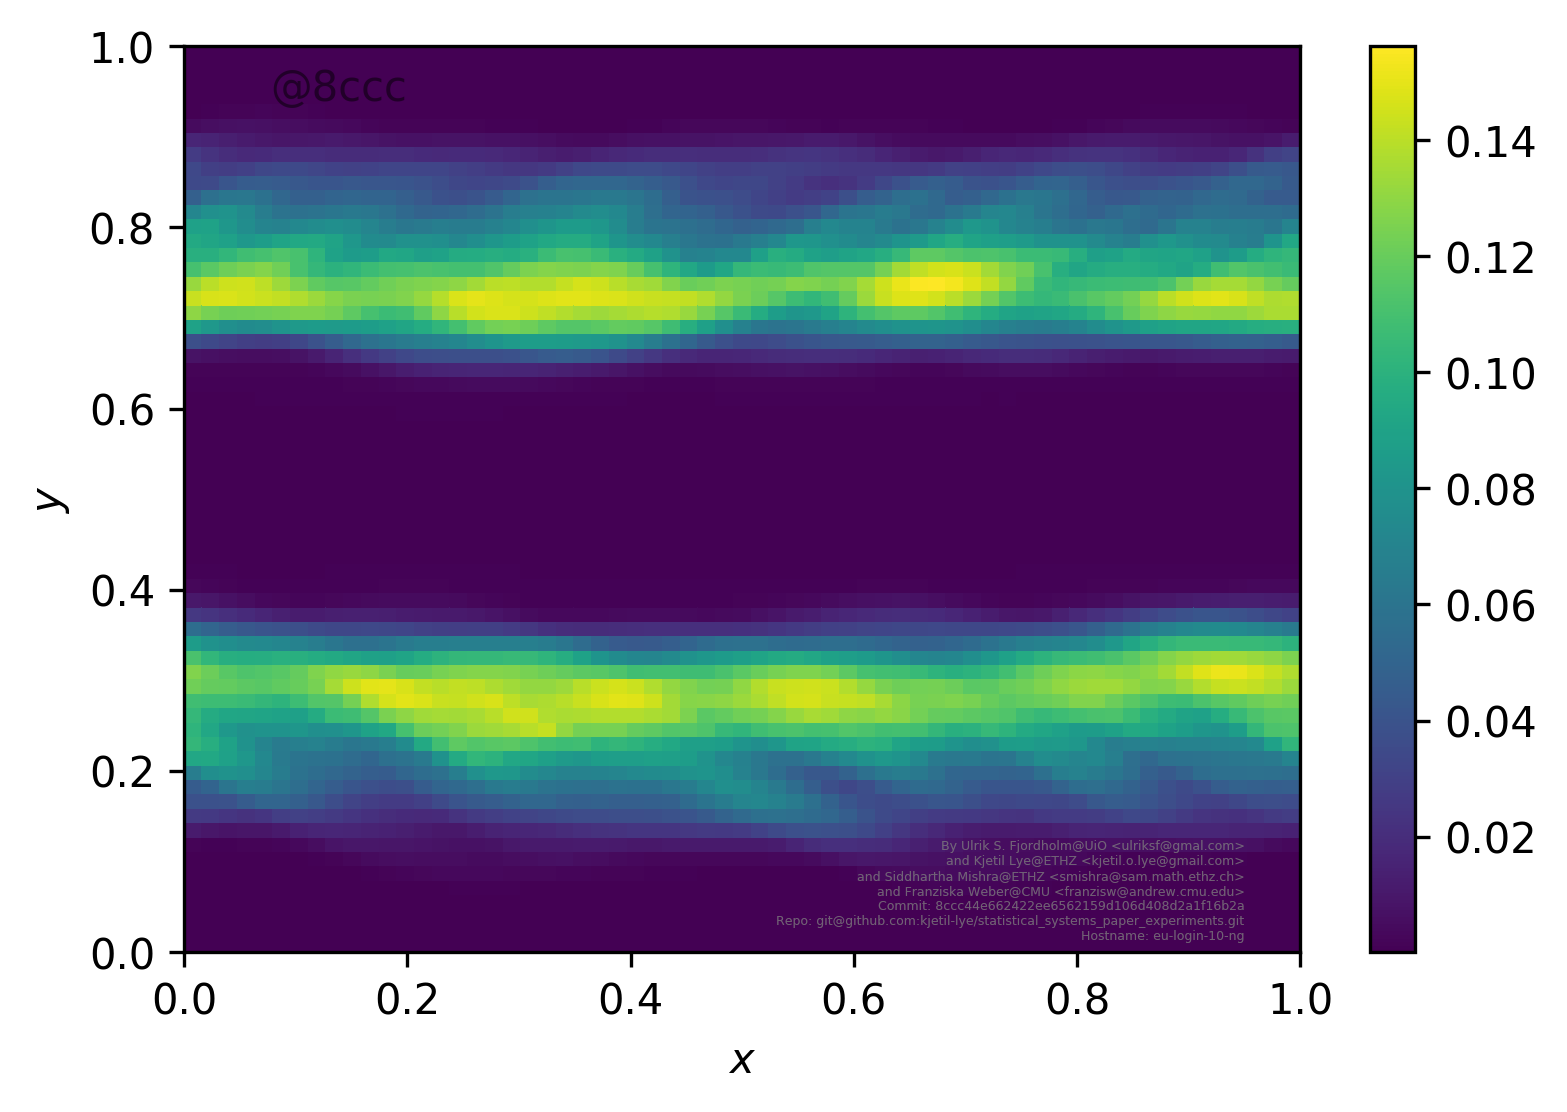 1.0
@8ccc
0.14
0.8
0.12
0.6
0.10
y
0.08
0.4
0.06
0.04
0.2
0.02
By Ulrik S. Fjordholm@UiO <ulriksf@gmal.com>
and Kjetil Lye@ETHZ <kjetil.o.lye@gmail.com>
and Siddhartha Mishra@ETHZ <smishra@sam.math.ethz.ch>
and Franziska Weber@CMU <franzisw@andrew.cmu.edu>
Commit: 8ccc44e662422ee6562159d106d408d2a1f16b2a
Repo: git@github.com:kjetil-lye/statistical_systems_paper_experiments.git
Hostname: eu-login-10-ng
0.0
0.0 0.2 0.4 0.6 0.8 1.0
x